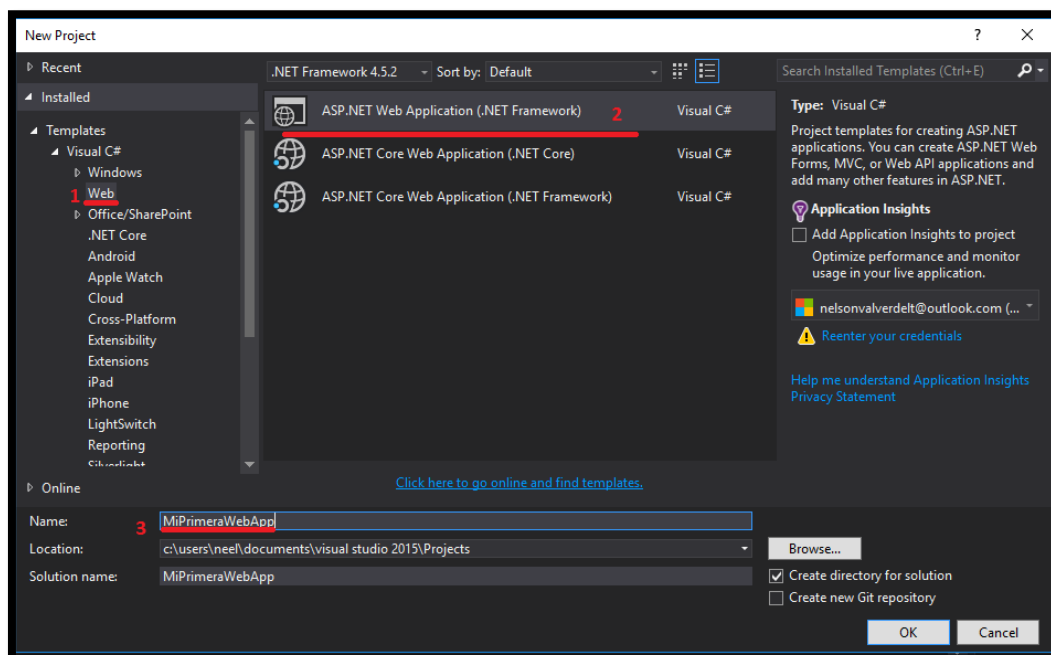 New Project
?
Recent
Installed
Templates
Visual C#
Windows
1 Web
Office/SharePoint
.NET Core
Android
Apple Watch
Cloud
Cross-Platform
Extensibility
Extensions
iPad
iPhone
LightSwitch
Reporting
Silverlight
Online
.NET Framework 4.5.2 Sort by: Default
ASP.NET Web Application (.NET Framework) 2 Visual C#
ASP.NET Core Web Application (.NET Core) Visual C#
ASP.NET Core Web Application (.NET Framework) Visual C#
Click here to go online and find templates.
Search Installed Templates (Ctrl+E)
Type: Visual C#
Project templates for creating ASP.NET
applications. You can create ASP.NET Web
Forms, MVC, or Web API applications and
add many other features in ASP.NET.
Application Insights
Add Application Insights to project
Optimize performance and monitor
usage in your live application.
nelsonvalverdelt@outlook.com (...
Reenter your credentials
Help me understand Application Insights
Privacy Statement
Name: 3 MiPrimeraWebApp
Location: c:\users\neel\documents\visual studio 2015\Projects Browse...
Solution name: MiPrimeraWebApp
Create directory for solution
Create new Git repository
OK Cancel